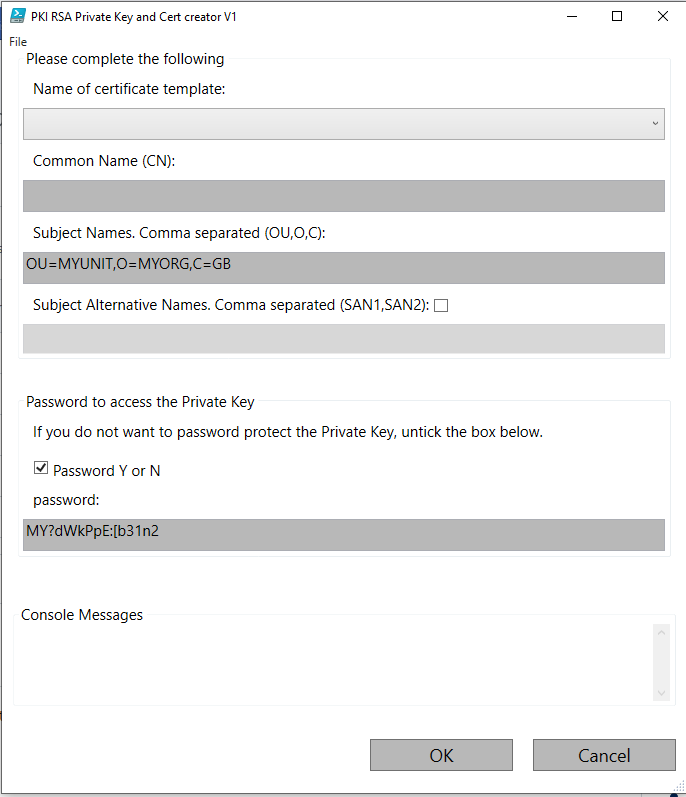 PKI RSA Private Key and Cert creator V1
File
Please complete the following
Name of certificate template:
Common Name (CN):
Subject Names. Comma separated (OU,O,C):
OU=MYUNIT,O=MYORG,C=GB
Subject Alternative Names. Comma separated (SAN1,SAN2):
Password to access the Private Key
If you do not want to password protect the Private Key, untick the box below.
Password Y or N
password:
MY?dWkPpE:[b31n2
Console Messages
OK Cancel